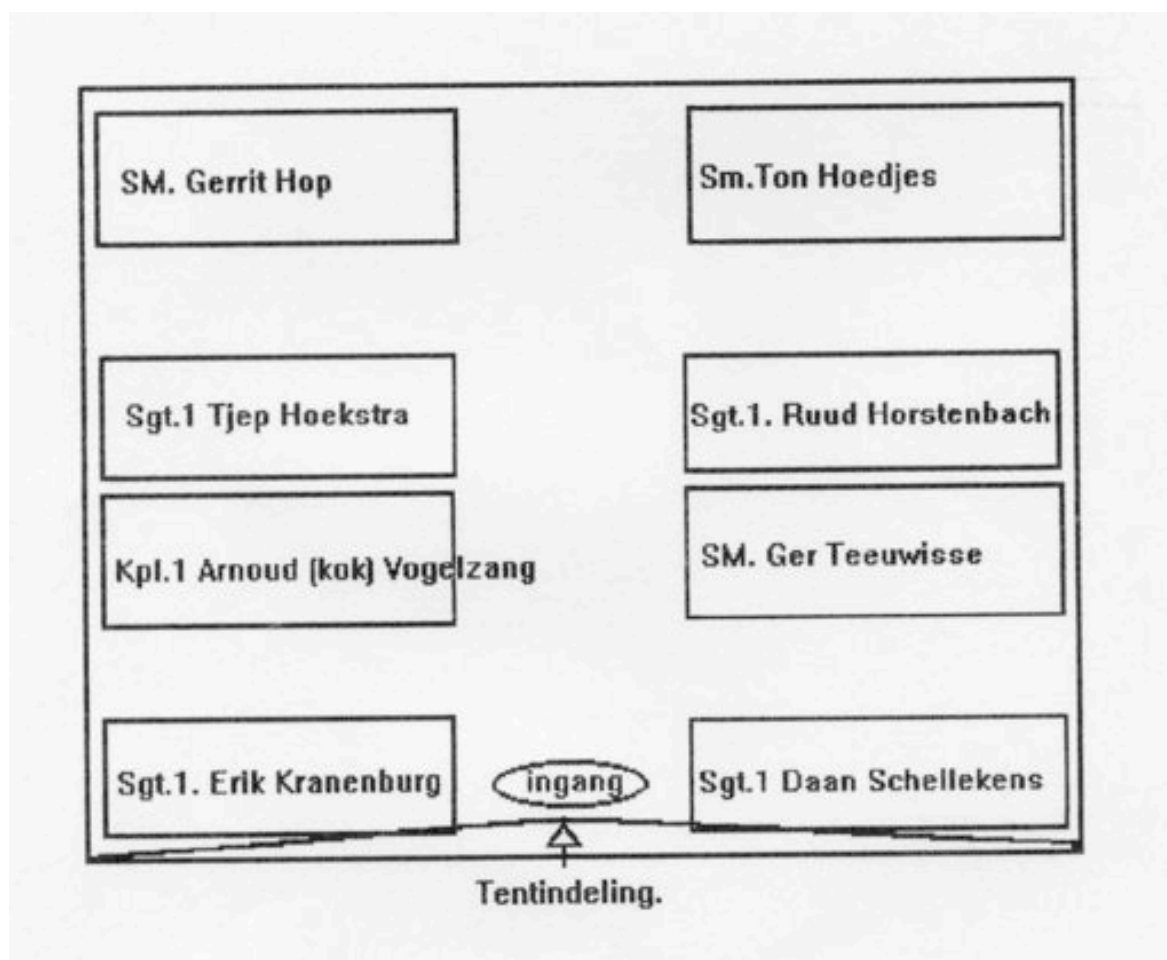 SM. Gerrit Hop
Sm.Ton Hoedjes
Sgt.1 Tjep Hoekstra
Sgt.1. Ruud Horstenbach
Kpl.1 Arnoud (kok) Vogelzang
SM. Ger Teeuwisse
Sgt.1. Erik Kranenburg
ingang
Sgt.1 Daan Schellekens
Tentindeling.